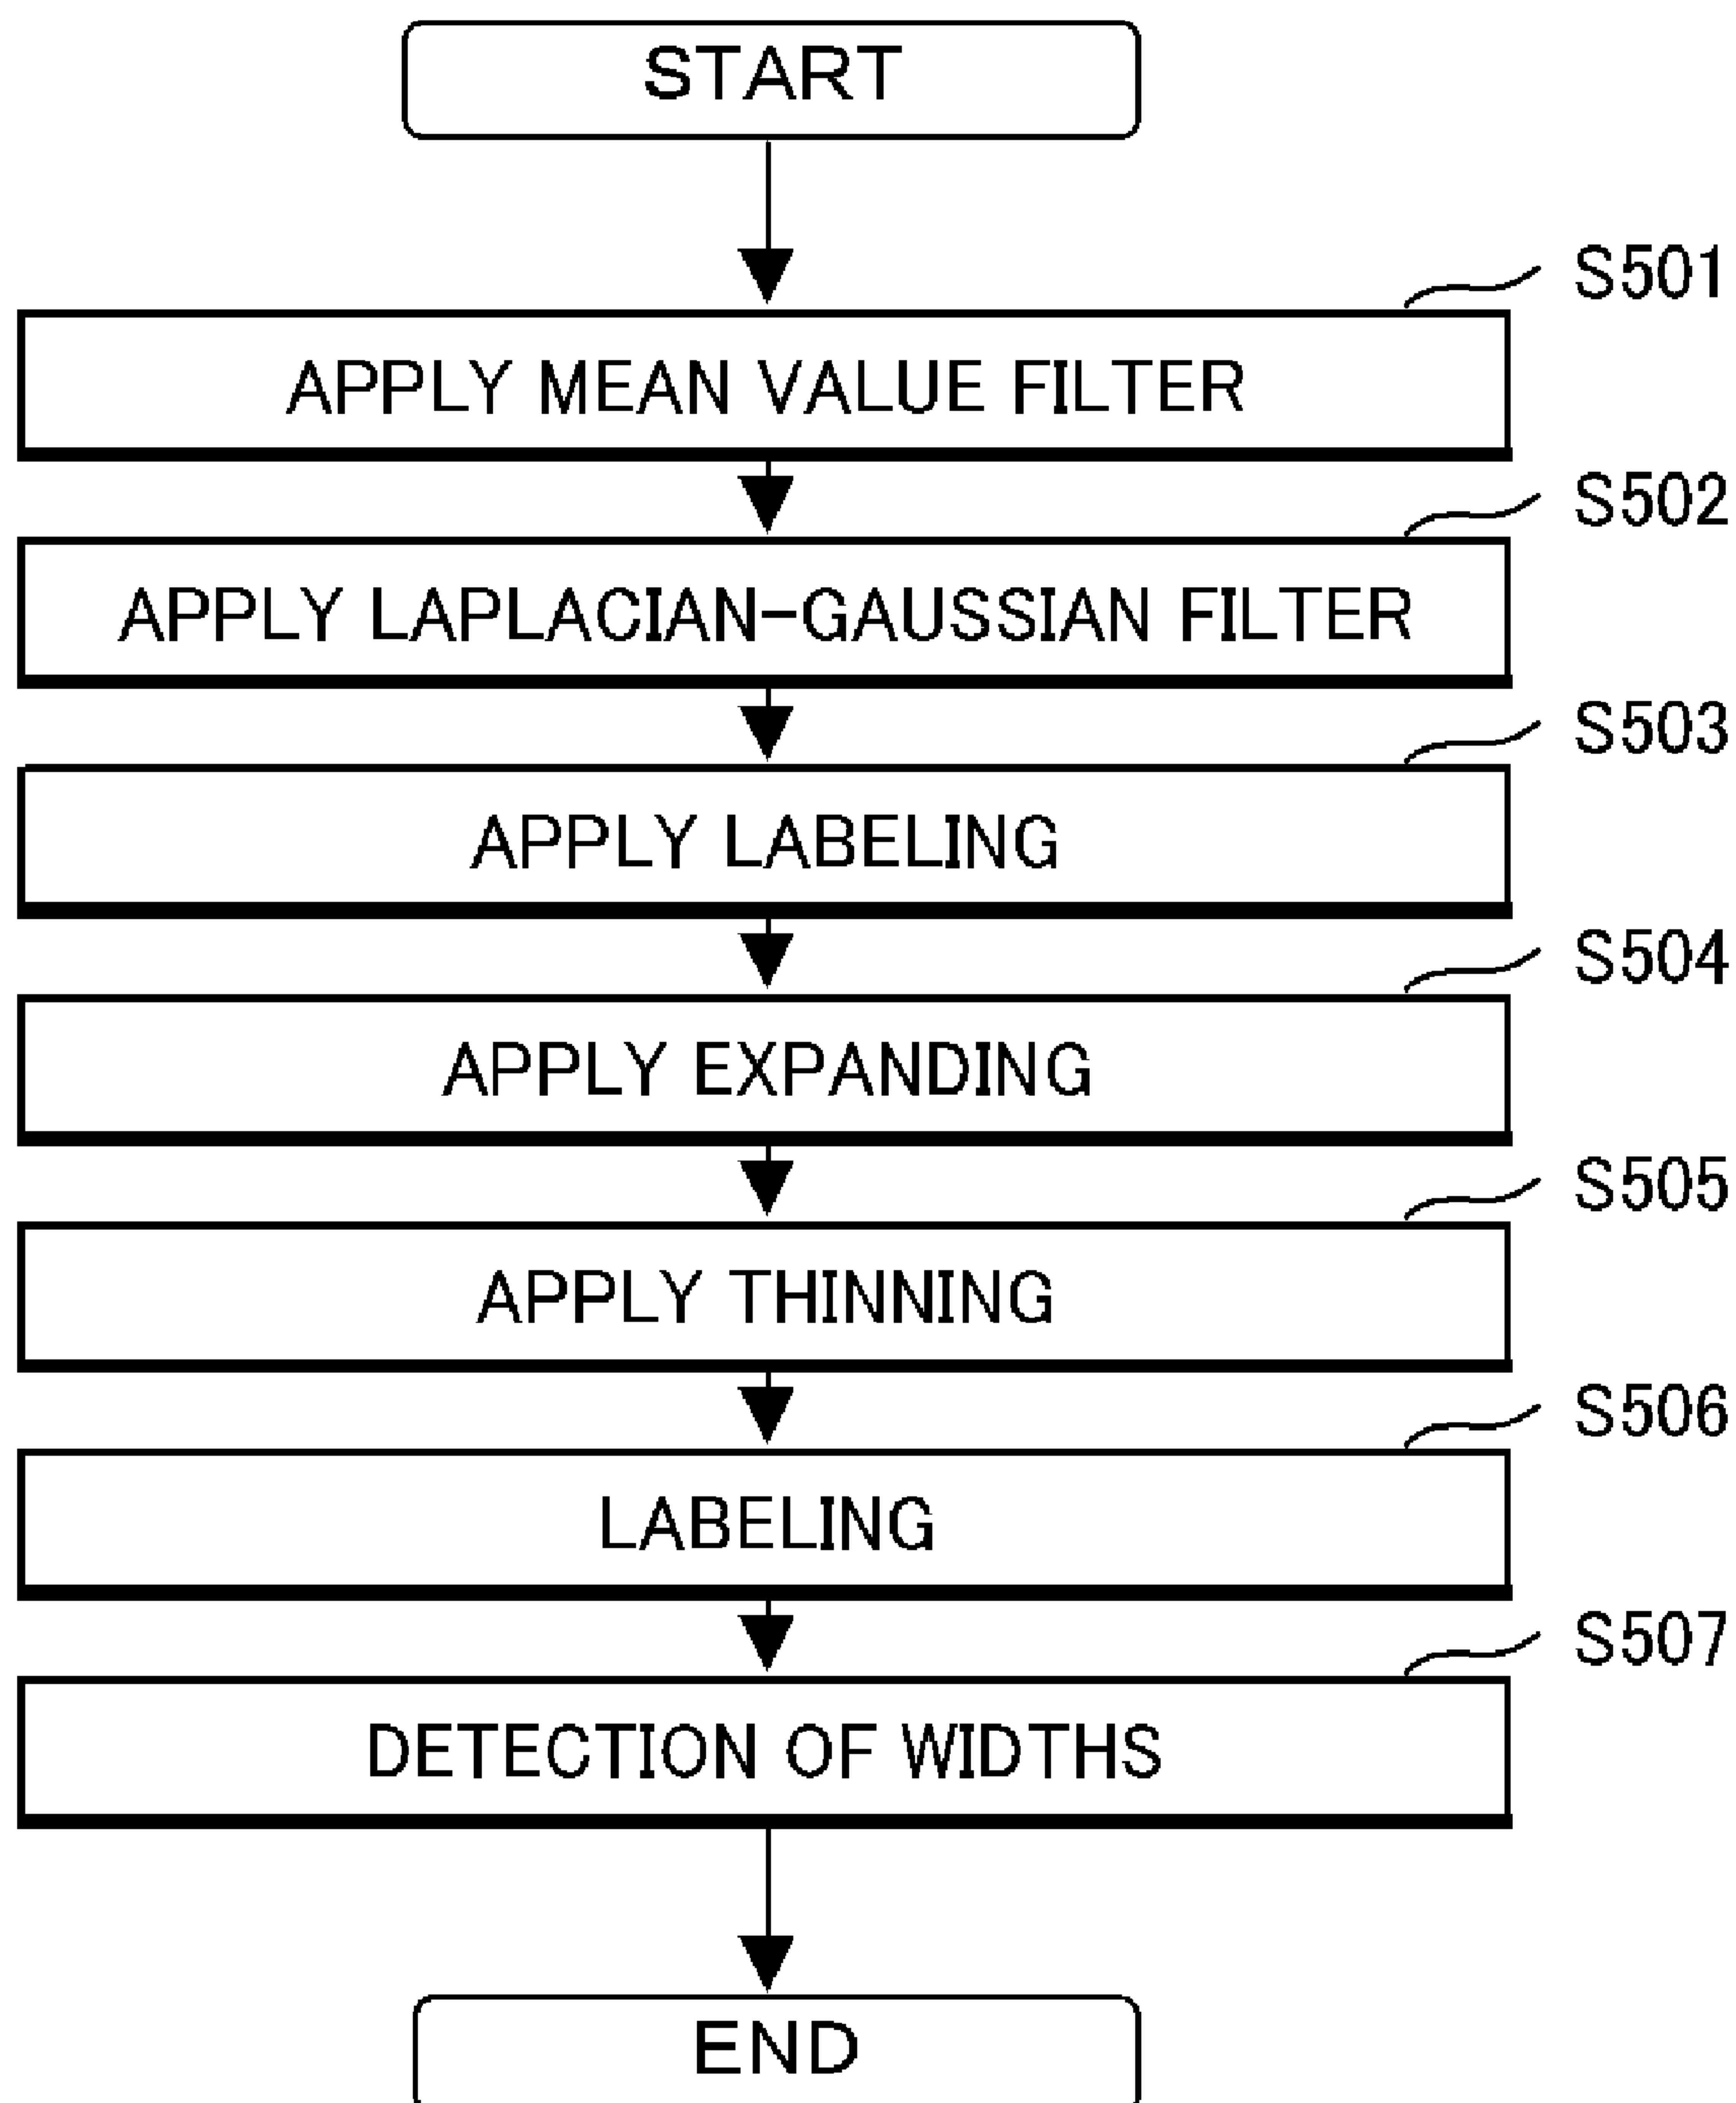 START
S501
APPLY MEAN VALUE FILTER
S502
APPLY LAPLACIAN-GAUSSIAN FILTER
S503
APPLY LABELING
S504
APPLY EXPANDING
S505
APPLY THINNING
S506
LABELING
S507
DETECTION OF WIDTHS
END